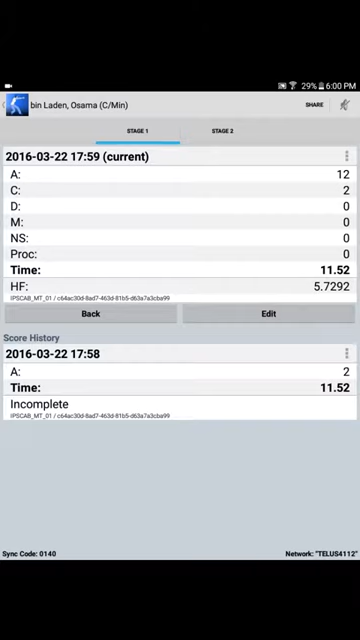 29% 6:00 PM
bin Laden, Osama (C/Min) SHARE
STAGE 1 STAGE 2
2016-03-22 17:59 (current)
A: 12
C: 2
D: 0
M: 0
NS: 0
Proc: 0
Time: 11.52
HF: 5.7292
IPSCAB_MT_01 / c64ac30d-8ad7-463d-81b5-d63a7a3cba99
Back Edit
Score History
2016-03-22 17:58
A: 2
Time: 11.52
Incomplete
IPSCAB_MT_01 / c64ac30d-8ad7-463d-81b5-d63a7a3cba99
Sync Code: 0140 Network: "TELUS4112"